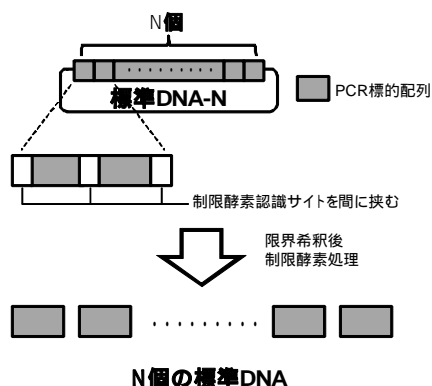 N個
標準DNA-N
PCR標的配列
制限酵素認識サイトを間に挟む
限界希釈後
制限酵素処理
N個の標準DNA